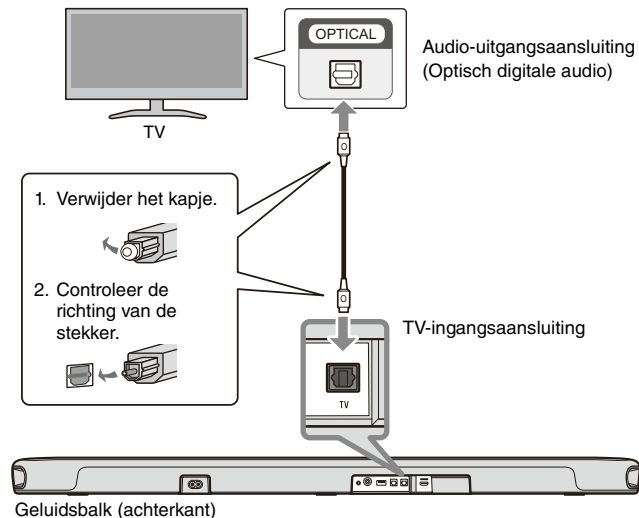 OPTICAL
Audio-uitgangsaansluiting
(Optisch digitale audio)
TV
1. Verwijder het kapje.
2. Controleer de
richting van de
stekker.
TV-ingangsaansluiting
TV
Geluidsbalk (achterkant)